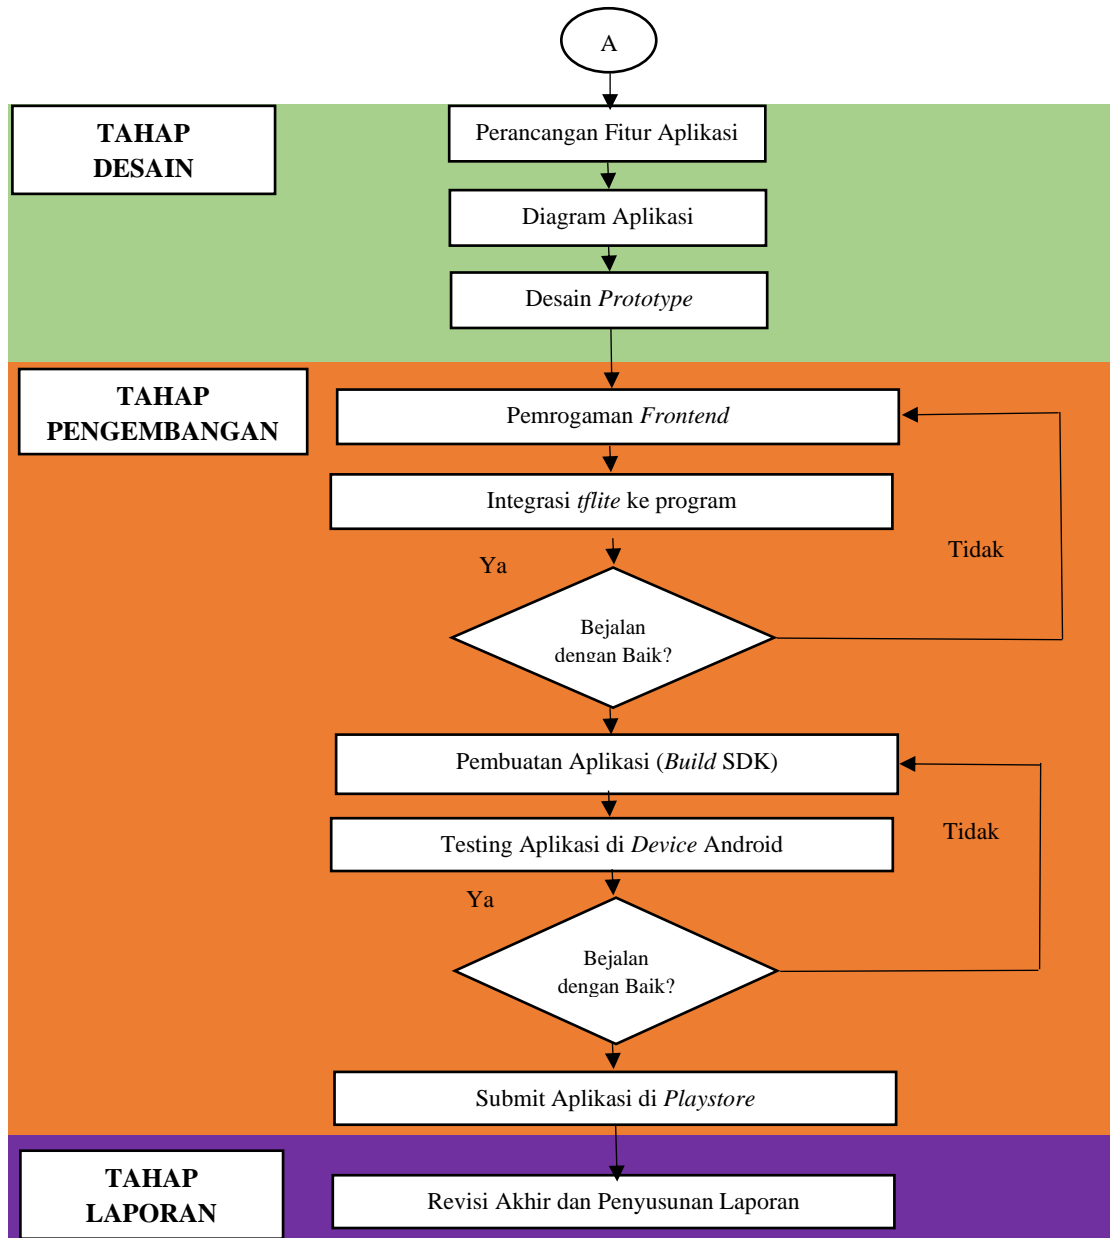 A
TAHAP
DESAIN
Perancangan Fitur Aplikasi
Diagram Aplikasi
Desain Prototype
TAHAP
PENGEMBANGAN
Pemrogaman Frontend
Integrasi tflite ke program
Ya
Tidak
Bejalan
dengan Baik?
Pembuatan Aplikasi (Build SDK)
Testing Aplikasi di Device Android
Tidak
Ya
Bejalan
dengan Baik?
Submit Aplikasi di Playstore
TAHAP
LAPORAN
Revisi Akhir dan Penyusunan Laporan